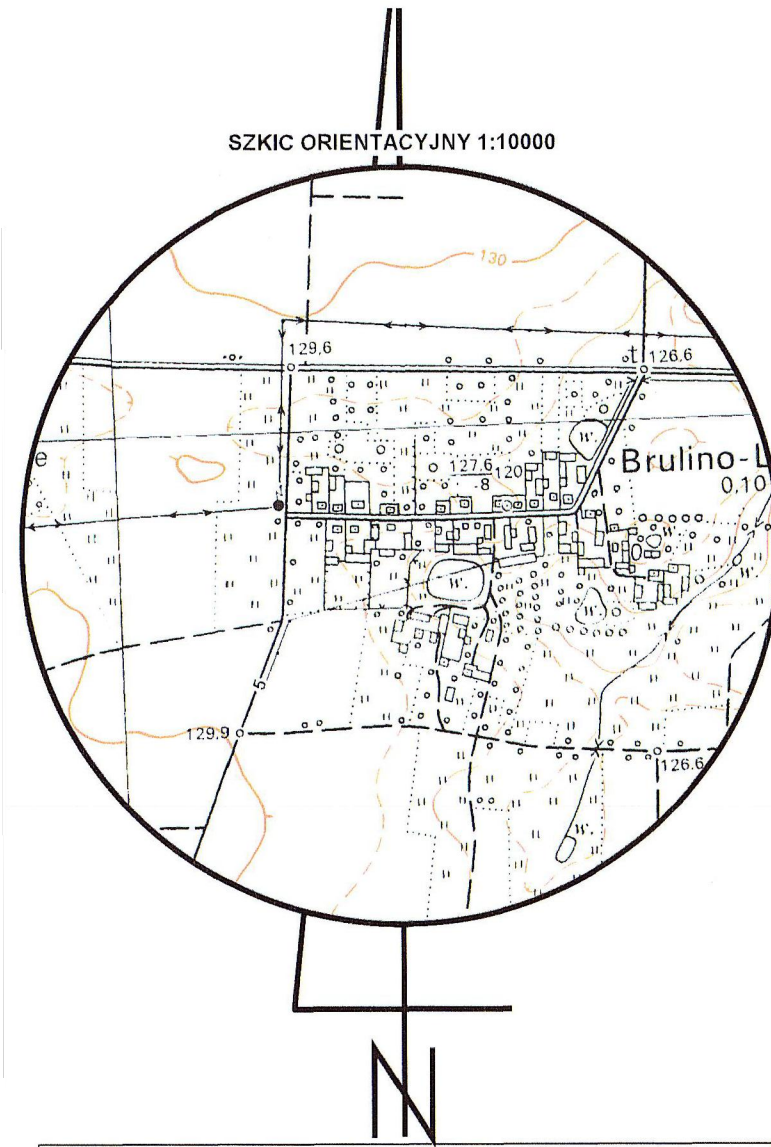 SZKIC ORIENTACYJNY 1:10000
130
129,6
t 126.6
W.
e
127.6 120
8
Brulino-L
0,10
W.
W.
W.
W.
5
129.9
126.6
W.
N